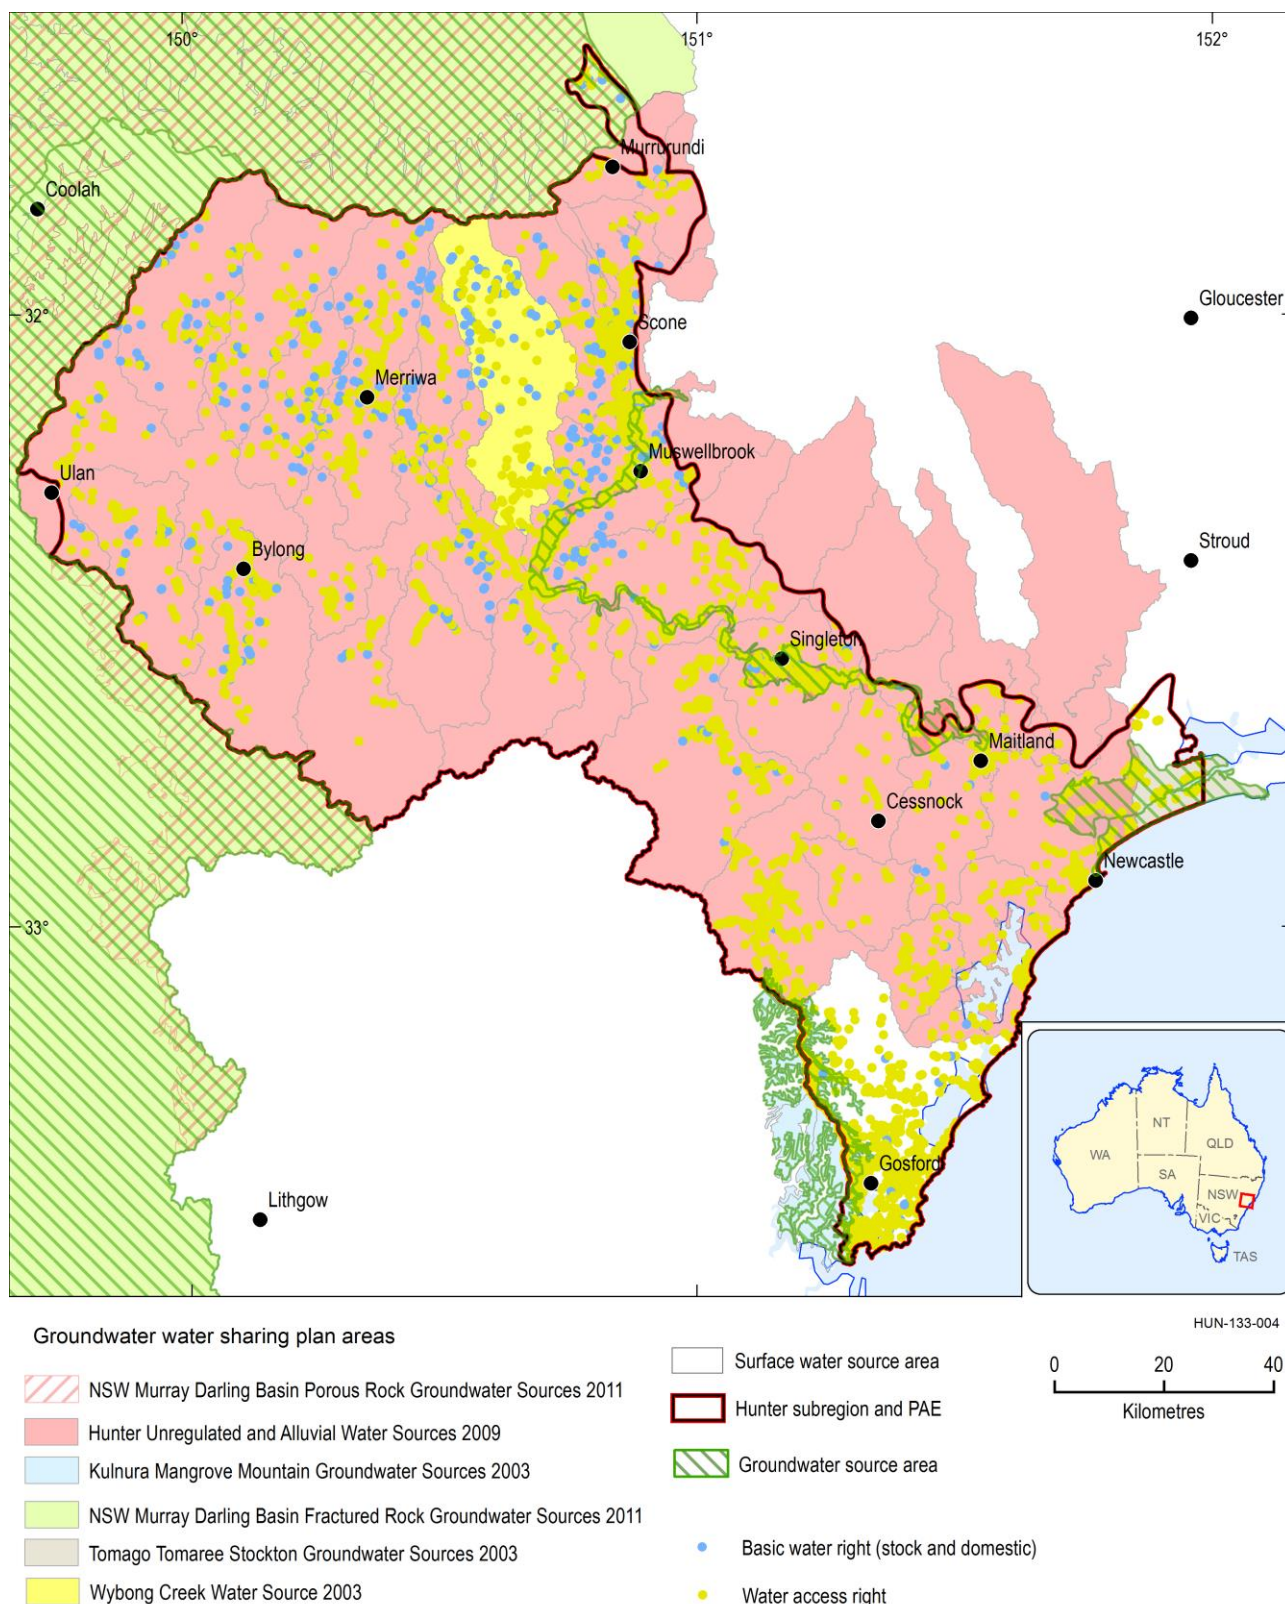 150°
151°
152°
Murrurundi
Coolah
Gloucester
32°
Scone
Merriwa
Muswellbrook
Ulan
Stroud
Bylong
Singleton
Maitland
Cessnock
Newcastle
33°
Gosford
Lithgow
NT
QLD
WA
SA
NSW
VIC
TAS
HUN-133-004
Groundwater water sharing plan areas
NSW Murray Darling Basin Porous Rock Groundwater Sources 2011
Hunter Unregulated and Alluvial Water Sources 2009
Kulnura Mangrove Mountain Groundwater Sources 2003
NSW Murray Darling Basin Fractured Rock Groundwater Sources 2011
Tomago Tomaree Stockton Groundwater Sources 2003
Wybong Creek Water Source 2003
Surface water source area
Hunter subregion and PAE
Groundwater source area
Basic water right (stock and domestic)
Water access right
0 20 40
Kilometres